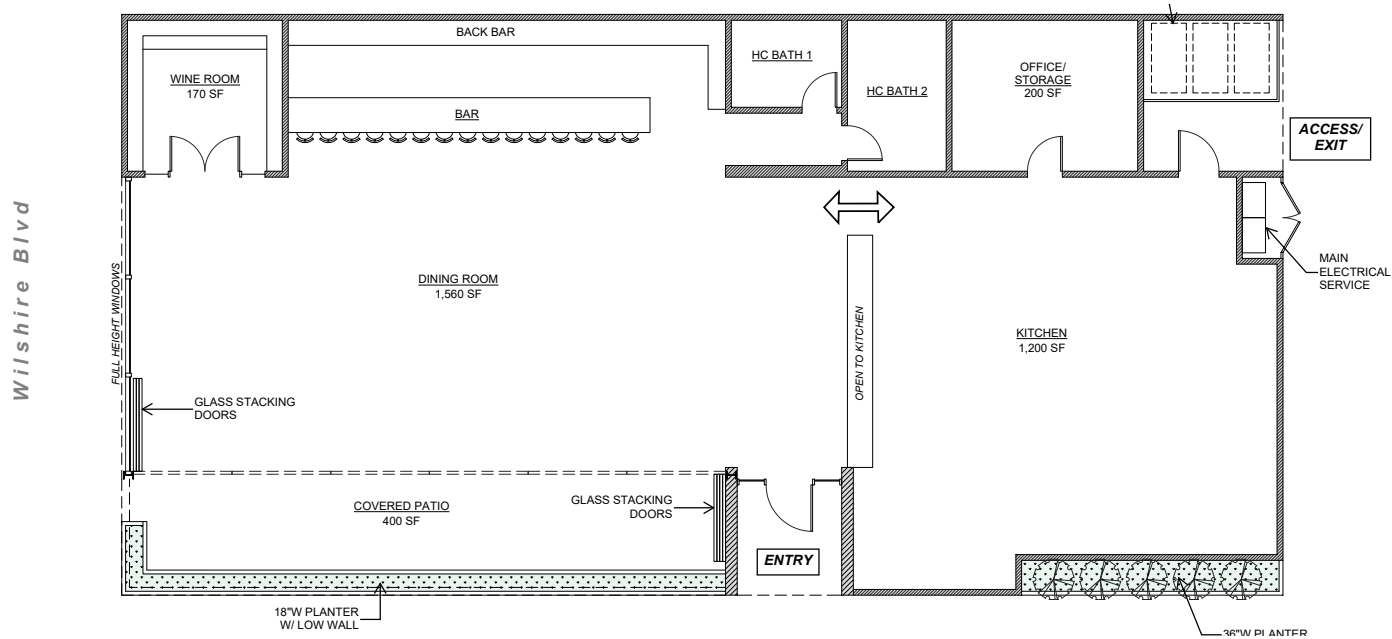 BACK BAR
WINE ROOM
170 SF
BAR
HC BATH 1
HC BATH 2
OFFICE/
STORAGE
200 SF
ACCESS/
EXIT
MAIN
ELECTRICAL
SERVICE
Wilshire Blvd
FULL HEIGHT WINDOWS
DINING ROOM
1,560 SF
OPEN TO KITCHEN
KITCHEN
1,200 SF
GLASS STACKING
DOORS
COVERED PATIO
400 SF
GLASS STACKING
DOORS
ENTRY
18"W PLANTER
W/ LOW WALL
36"W PLANTER